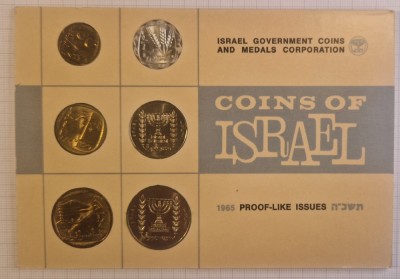 ISRAEL GOVERNMENT COINS
AND MEDALS CORPORATION
COINS OF
ISRAEL
1965 PROOF-LIKE ISSUES תשכ"ה